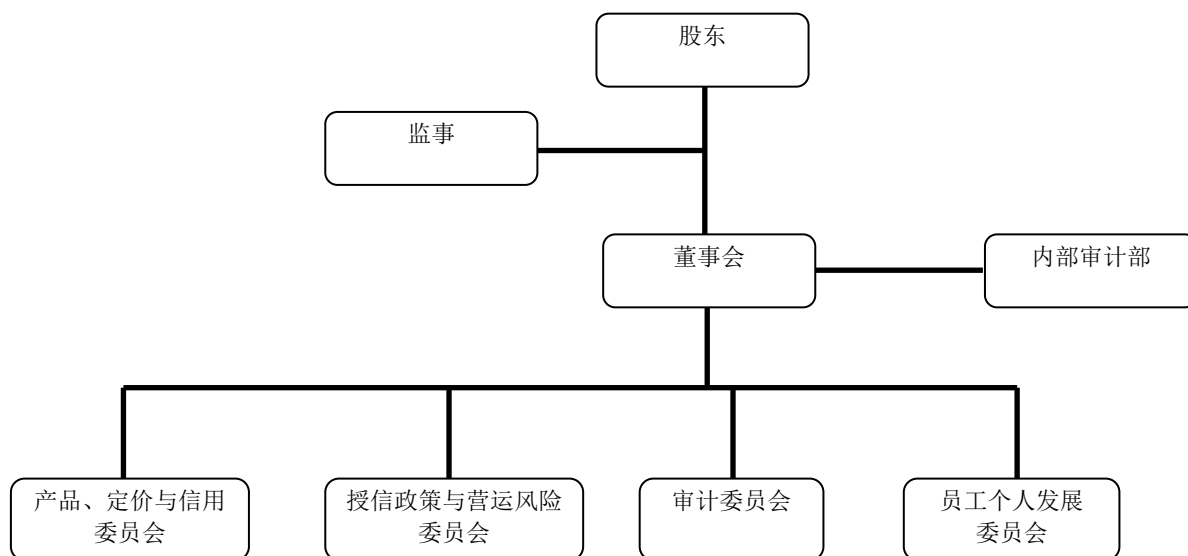 股东
监事
董事会
内部审计部
产品、定价与信用
委员会
授信政策与营运风险
委员会
审计委员会
员工个人发展
委员会